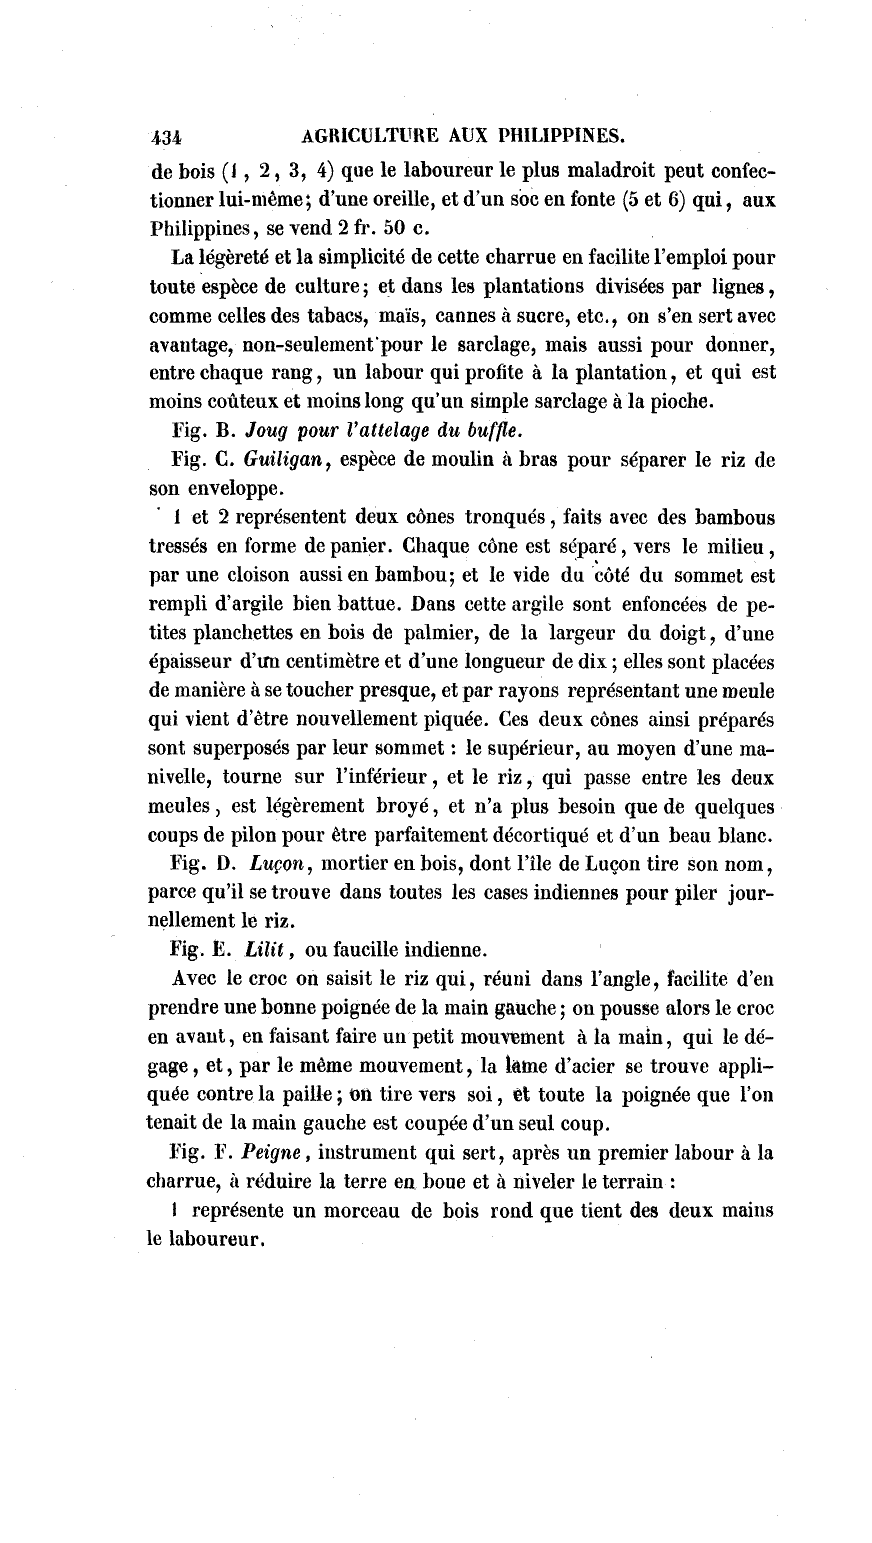 434 AGRICULTURE AUX PHILIPPINES.
de bois (1, 2, 3, 4) que le laboureur le plus maladroit peut confec-
tionner lui-même; d'une oreille, et d'un soc en fonte (5 et 6) qui, aux
Philippines, se vend 2 fr. 50 c.
La légèreté et la simplicité de cette charrue en facilite l'emploi pour
toute espèce de culture; et dans les plantations divisées par lignes,
comme celles des tabacs, maïs, cannes à sucre, etc., on s'en sert avec
avantage, non-seulement pour le sarclage, mais aussi pour donner,
entre chaque rang, un labour qui profite à la plantation, et qui est
moins coûteux et moins long qu'un simple sarclage à la pioche.
Fig. B. Joug pour l'attelage du buffle.
Fig. C. Guiligan, espèce de moulin à bras pour séparer le riz de
son enveloppe.
1 et 2 représentent deux cônes tronqués, faits avec des bambous
tressés en forme de panier. Chaque cône est séparé, vers le milieu,
par une cloison aussi en bambou; et le vide du côté du sommet est
rempli d'argile bien battue. Dans cette argile sont enfoncées de pe-
tites planchettes en bois de palmier, de la largeur du doigt, d'une
épaisseur d'un centimètre et d'une longueur de dix; elles sont placées
de manière à se toucher presque, et par rayons représentant une meule
qui vient d'être nouvellement piquée. Ces deux cônes ainsi préparés
sont superposés par leur sommet : le supérieur, au moyen d'une ma-
nivelle, tourne sur l'inférieur, et le riz, qui passe entre les deux
meules, est légèrement broyé, et n'a plus besoin que de quelques
coups de pilon pour être parfaitement décortiqué et d'un beau blanc.
Fig. D. Luçon, mortier en bois, dont l'île de Luçon tire son nom,
parce qu'il se trouve dans toutes les cases indiennes pour piler jour-
nellement le riz.
Fig. E. Lilit, ou faucille indienne.
Avec le croc on saisit le riz qui, réuni dans l'angle, facilite d'en
prendre une bonne poignée de la main gauche; on pousse alors le croc
en avant, en faisant faire un petit mouvement à la main, qui le dé-
gage, et, par le même mouvement, la lame d'acier se trouve appli-
quée contre la paille; on tire vers soi, et toute la poignée que l'on
tenait de la main gauche est coupée d'un seul coup.
Fig. F. Peigne, instrument qui sert, après un premier labour à la
charrue, à réduire la terre en boue et à niveler le terrain :
1 représente un morceau de bois rond que tient des deux mains
le laboureur.